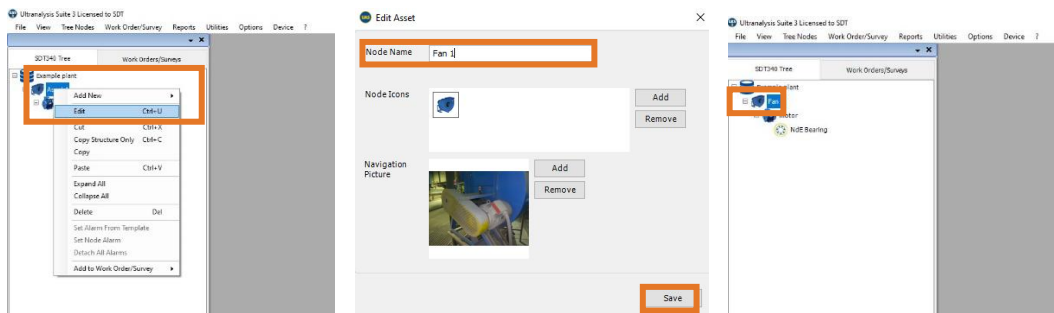 Ultranalysis Suite 3 Licensed to SDT
File View Tree Nodes Work Order/Survey Reports Utilities Options Device ?
SDT340 Tree Work Orders/Surveys
Example plant
Add New
Edit Ctrl+U
Cut Ctrl+X
Copy Structure Only Ctrl+C
Copy
Paste Ctrl+V
Expand All
Collapse All
Delete Del
Set Alarm From Template
Set Node Alarm
Detach All Alarms
Add to Work Order/Survey
Edit Asset
Node Name Fan 1
Node Icons
Add
Remove
Navigation
Picture
Add
Remove
Save
Ultranalysis Suite 3 Licensed to SDT
File View Tree Nodes Work Order/Survey Reports Utilities Options Device ?
SDT340 Tree Work Orders/Surveys
plant
Fan
Motor
NdE Bearing